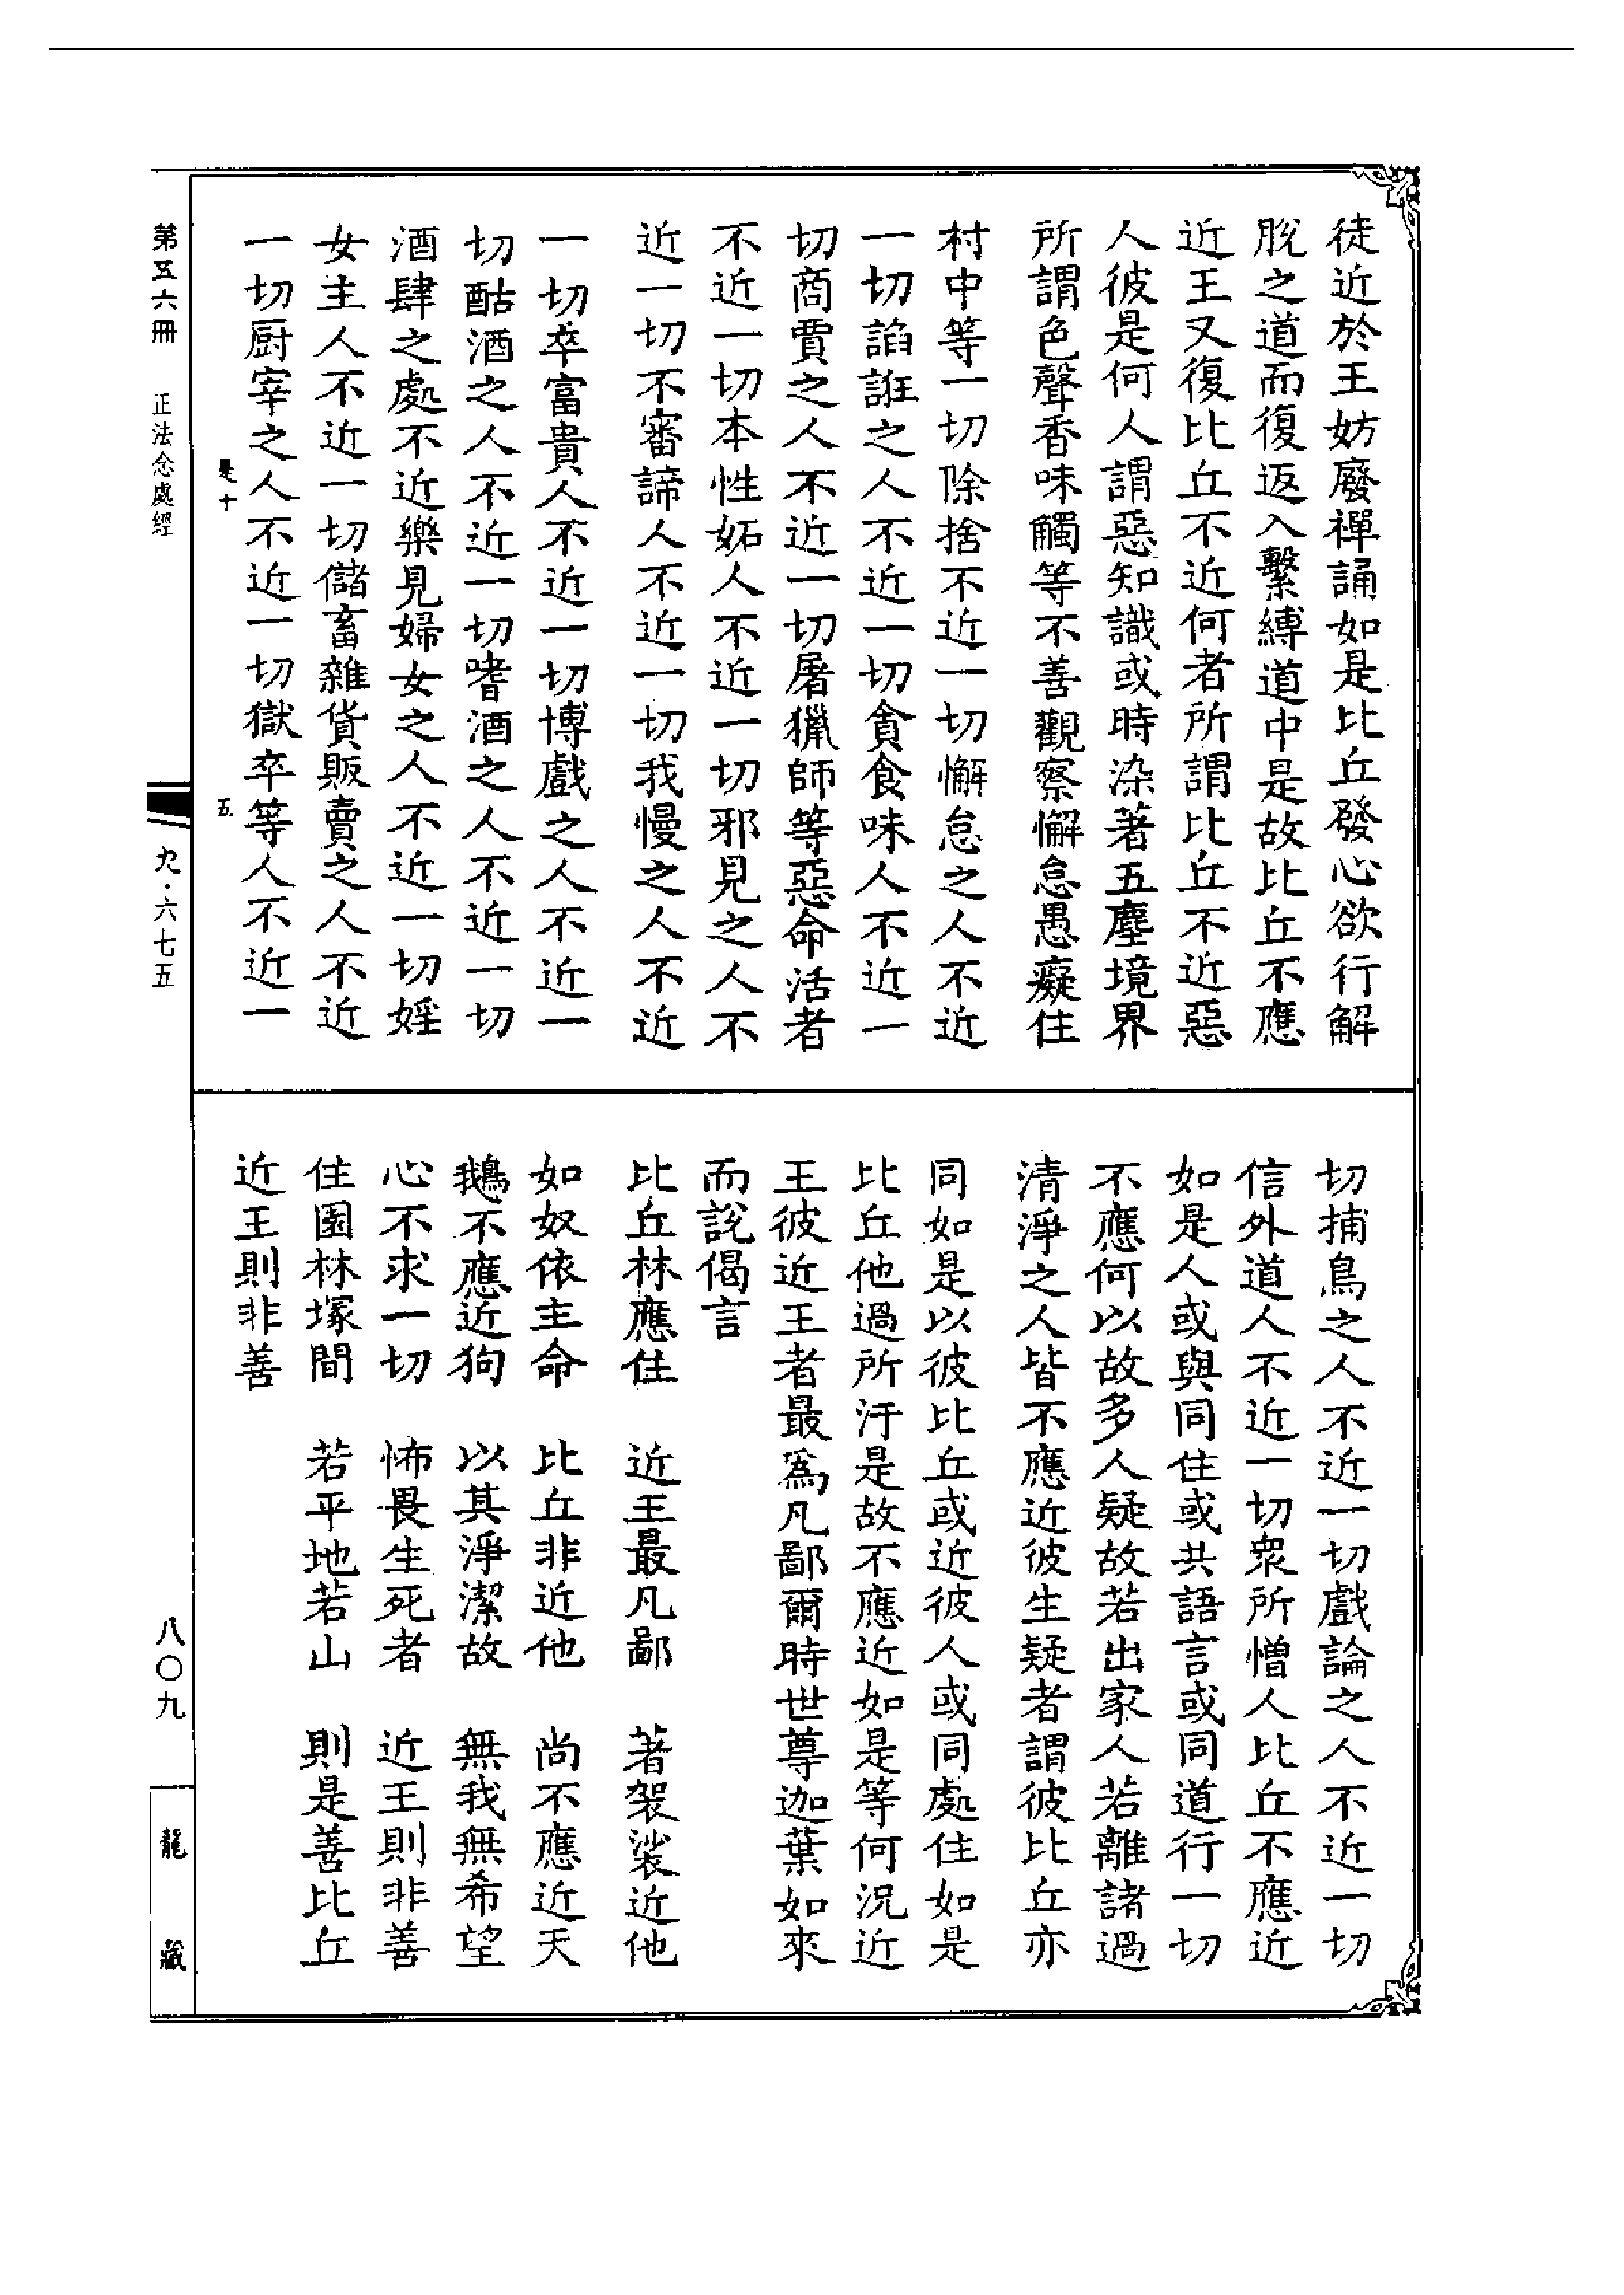 徒近於王妨廢禪誦如是比丘發心欲行解
脫之道而復返入繫縛道中是故比丘不應
近王又復比丘不近何者所謂比丘不近惡
人彼是何人謂惡知識或時染著五塵境界
所謂色聲香味觸等不善觀察懈怠愚癡住
村中等一切除捨不近一切懈怠之人不近
一切諂誑之人不近一切貪食味人不近一
切商賈之人不近一切屠獵師等惡命活者
不近一切本性妬人不近一切邪見之人不
近一切不審諦人不近一切我慢之人不近
一切卒富貴人不近一切博戲之人不近一
切酤酒之人不近一切嗜酒之人不近一切
酒肆之處不近樂見婦女之人不近一切婬
女主人不近一切儲畜雜貨販賣之人不近
一切厨宰之人不近一切獄卒等人不近一
切捕鳥之人不近一切戲論之人不近一切
信外道人不近一切衆所憎人比丘不應近
如是人或與同住或共語言或同道行一切
不應何以故多人疑故若出家人若離諸過
清淨之人皆不應近彼生疑者謂彼比丘亦
同如是以彼比丘或近彼人或同處住如是
比丘他過所汙是故不應近如是等何況近
王彼近王者最爲凡鄙爾時世尊迦葉如來
而說偈言
比丘林應住　近王最凡鄙　著袈裟近他
如奴依主命　比丘非近他　尚不應近天
鵝不應近狗　以其淨潔故　無我無希望
心不求一切　怖畏生死者　近王則非善
住園林塚間　若平地若山　則是善比丘
近王則非善
是十　五
第五六冊　正法念處經　九·六七五　八〇九　龍藏